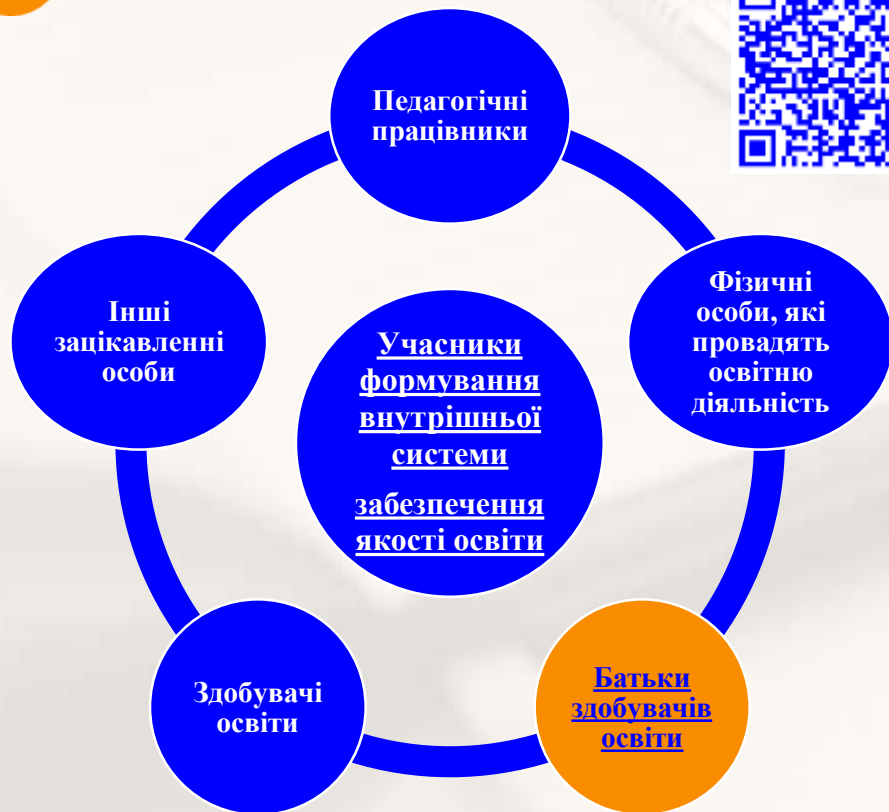 Педагогічні
працівники
Фізичні
особи, які
провадять
освітню
діяльність
Інші
зацікавленні
особи
Учасники
формування
внутрішньої
системи
забезпечення
якості освіти
Батьки
здобувачів
освіти
Здобувачі
освіти